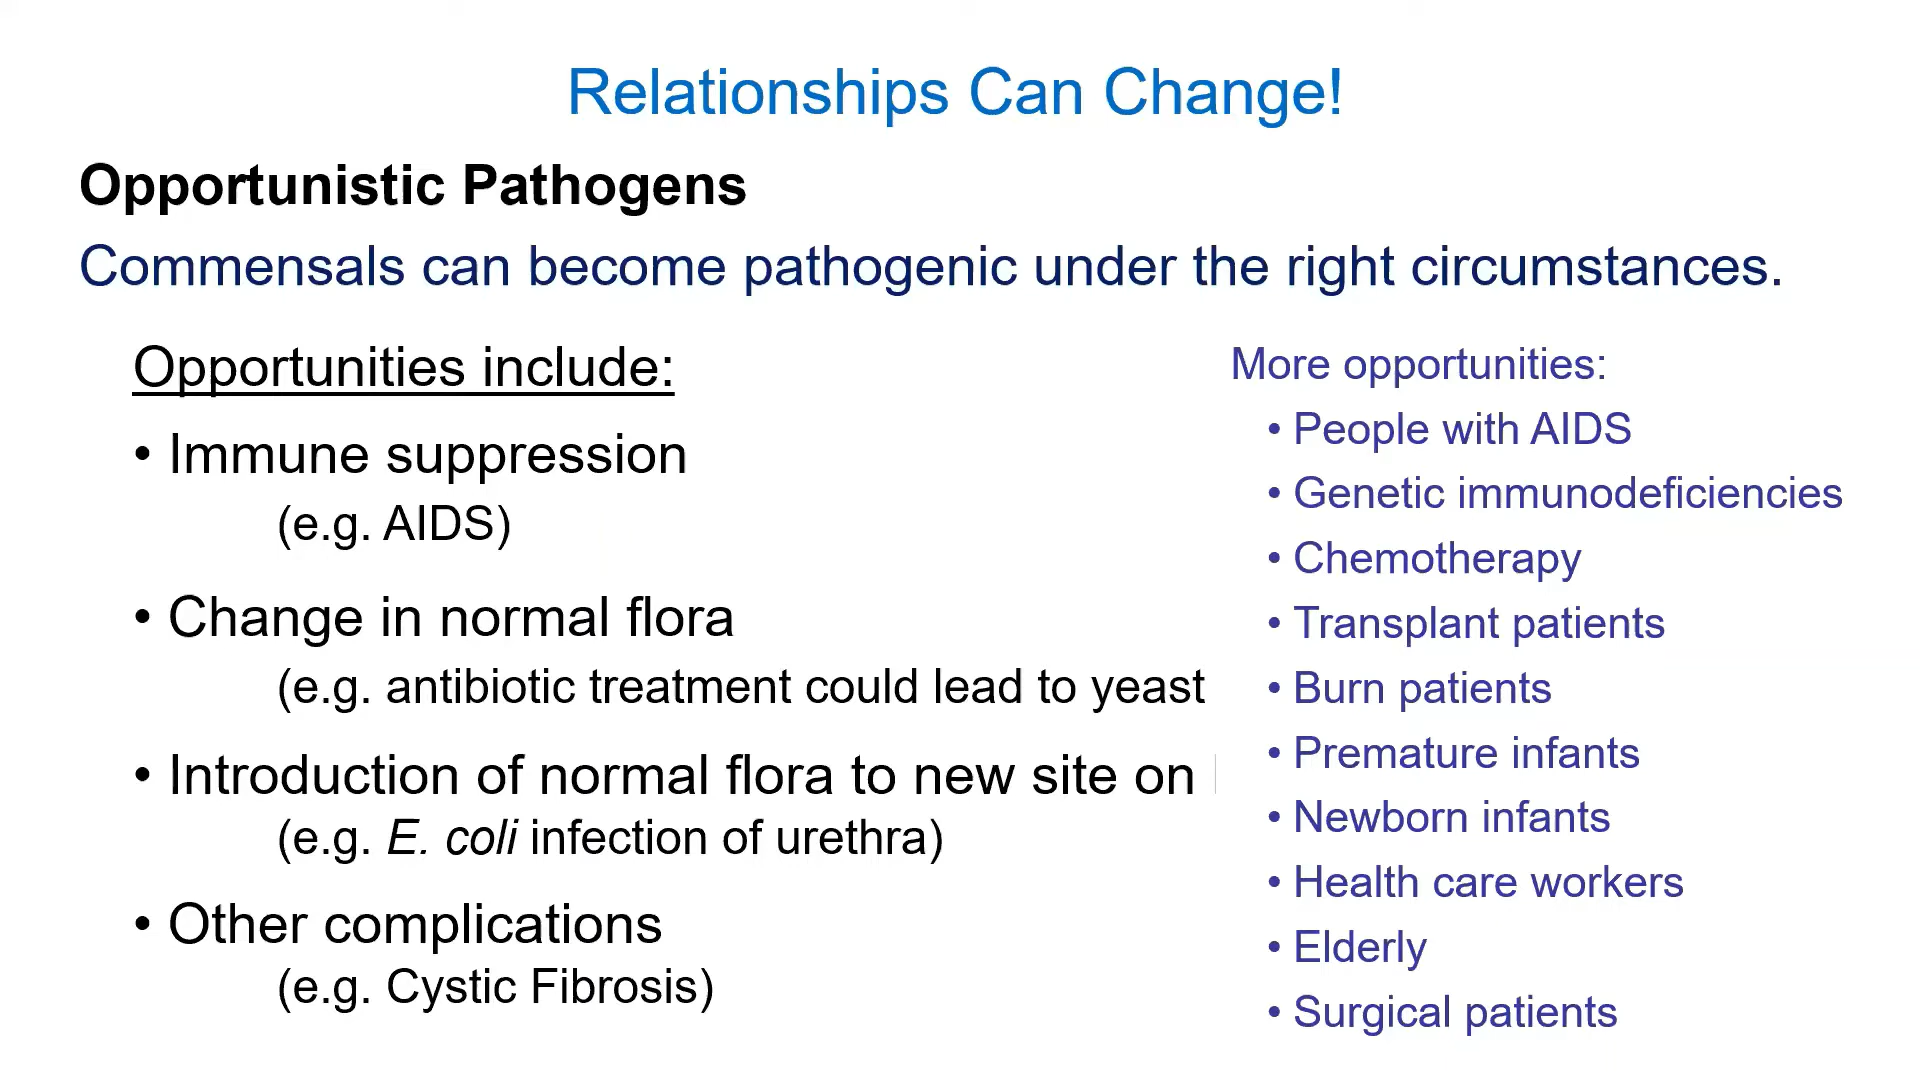 Relationships Can Change!
Opportunistic Pathogens
Commensals can become pathogenic under the right circumstances.
Opportunities include:
• Immune suppression
(e.g. AIDS)
• Change in normal flora
(e.g. antibiotic treatment could lead to yeast
• Introduction of normal flora to new site on
(e.g. E. coli infection of urethra)
• Other complications
(e.g. Cystic Fibrosis)
More opportunities:
• People with AIDS
• Genetic immunodeficiencies
• Chemotherapy
• Transplant patients
• Burn patients
• Premature infants
• Newborn infants
• Health care workers
• Elderly
• Surgical patients